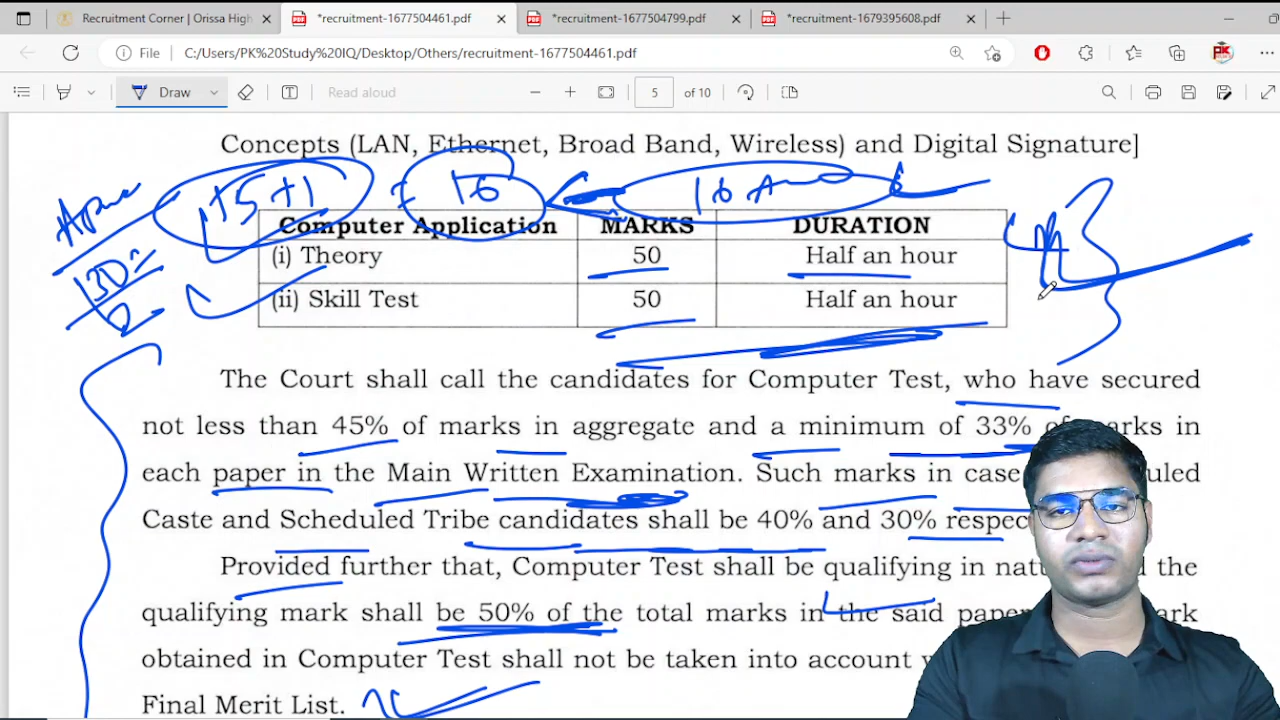 Recruitment Corner | Orissa High
*recruitment-1677504461.pdf
*recruitment-1677504799.pdf
*recruitment-1679395608.pdf
File
C:/Users/PK%20Study%20IQ/Desktop/Others/recruitment-1677504461.pdf
Draw
Read aloud
5 of 10
Concepts (LAN, Ethernet, Broad Band, Wireless) and Digital Signature]
15+1 = 16
16
130
2
Computer Application MARKS DURATION
(i) Theory 50 Half an hour
(ii) Skill Test 50 Half an hour
The Court shall call the candidates for Computer Test, who have secured
not less than 45% of marks in aggregate and a minimum of 33% of marks in
each paper in the Main Written Examination. Such marks in case
Caste and Scheduled Tribe candidates shall be 40% and 30%
Provided further that, Computer Test shall be qualifying in the
qualifying mark shall be 50% of the total marks in the said
obtained in Computer Test shall not be taken into account
Final Merit List.